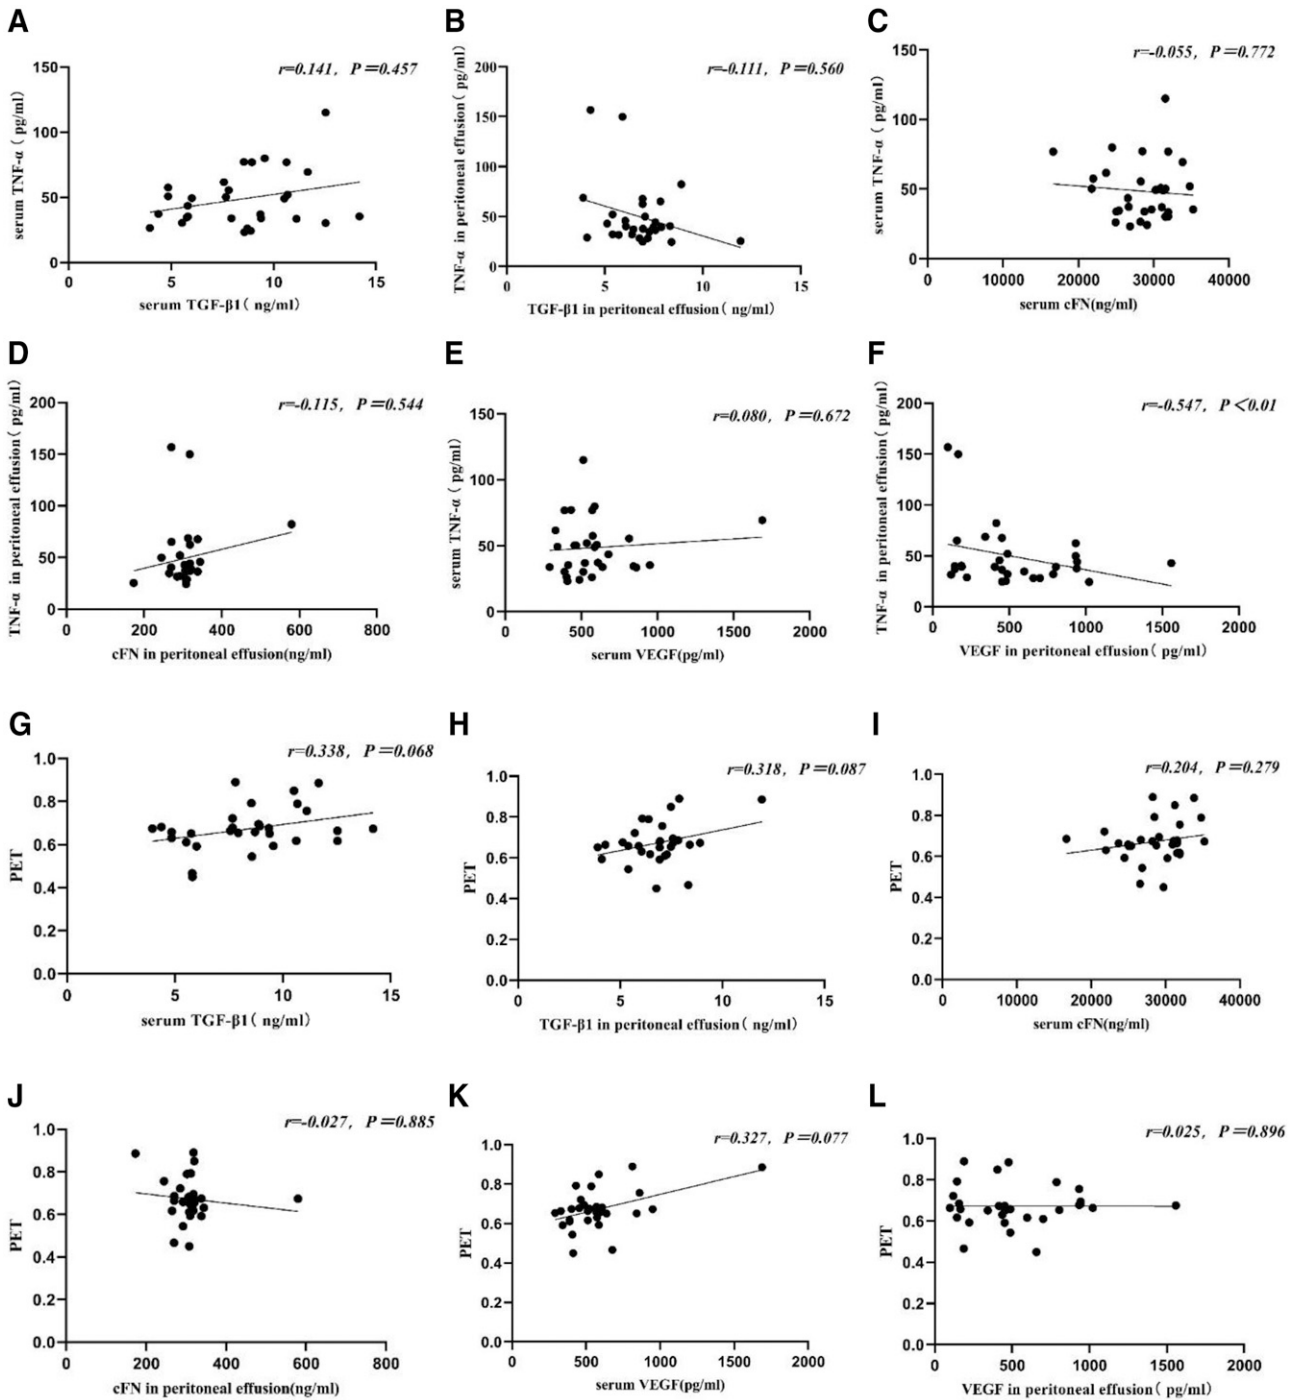 A
r=0.141, P=0.457
serum TNF-α ( pg/ml)
150
100
50
0
0
5
10
15
serum TGF-β1( ng/ml)
B
r=-0.111, P=0.560
TNF-α in peritoneal effusion( pg/ml)
200
150
100
50
0
0
5
10
15
TGF-β1 in peritoneal effusion( ng/ml)
C
r=-0.055, P=0.772
serum TNF-α ( pg/ml)
150
100
50
0
0
10000
20000
30000
40000
serum cFN(ng/ml)
D
r=-0.115, P=0.544
TNF-α in peritoneal effusion( pg/ml)
200
150
100
50
0
0
200
400
600
800
cFN in peritoneal effusion(ng/ml)
E
r=0.080, P=0.672
serum TNF-α ( pg/ml)
150
100
50
0
0
500
1000
1500
2000
serum VEGF(pg/ml)
F
r=-0.547, P<0.01
TNF-α in peritoneal effusion( pg/ml)
200
150
100
50
0
0
500
1000
1500
2000
VEGF in peritoneal effusion( pg/ml)
G
r=0.338, P=0.068
PET
1.0
0.8
0.6
0.4
0.2
0.0
0
5
10
15
serum TGF-β1( ng/ml)
H
r=0.318, P=0.087
PET
1.0
0.8
0.6
0.4
0.2
0.0
0
5
10
15
TGF-β1 in peritoneal effusion( ng/ml)
I
r=0.204, P=0.279
PET
1.0
0.8
0.6
0.4
0.2
0.0
0
10000
20000
30000
40000
serum cFN(ng/ml)
J
r=-0.027, P=0.885
PET
1.0
0.8
0.6
0.4
0.2
0.0
0
200
400
600
800
cFN in peritoneal effusion(ng/ml)
K
r=0.327, P=0.077
PET
1.0
0.8
0.6
0.4
0.2
0.0
0
500
1000
1500
2000
serum VEGF(pg/ml)
L
r=0.025, P=0.896
PET
1.0
0.8
0.6
0.4
0.2
0.0
0
500
1000
1500
2000
VEGF in peritoneal effusion( pg/ml)